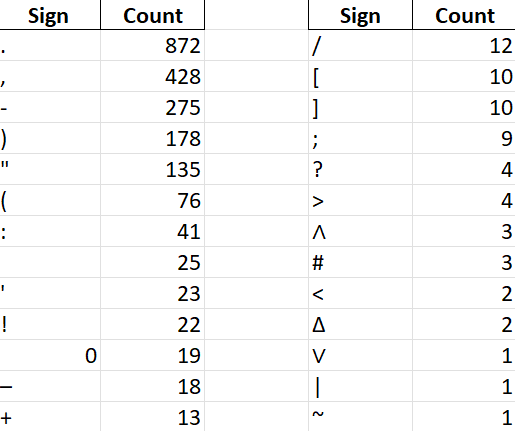 Sign Count Sign Count
. 872 / 12
, 428 [ 10
- 275 ] 10
) 178 ; 9
" 135 ? 4
( 76 > 4
: 41 Λ 3
25 # 3
' 23 < 2
! 22 Δ 2
0 19 V 1
– 18 | 1
+ 13 ~ 1